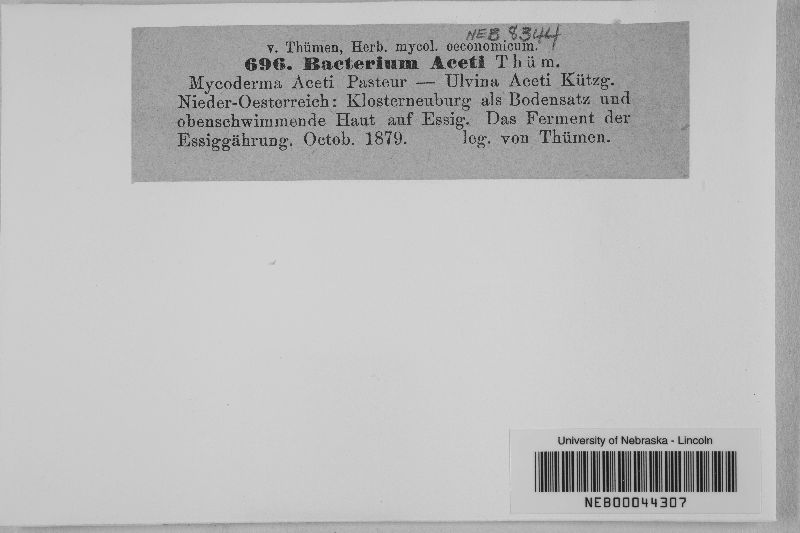 NEB 8344
v. Thümen, Herb. mycol. oeconomicum.
696. Bacterium Aceti Thüm.
Mycoderma Aceti Pasteur — Ulvina Aceti Kützg.
Nieder-Oesterreich: Klosterneuburg als Bodensatz und
obenschwimmende Haut auf Essig. Das Ferment der
Essiggährung. Octob. 1879. leg. von Thümen.
University of Nebraska - Lincoln
NEB00044307